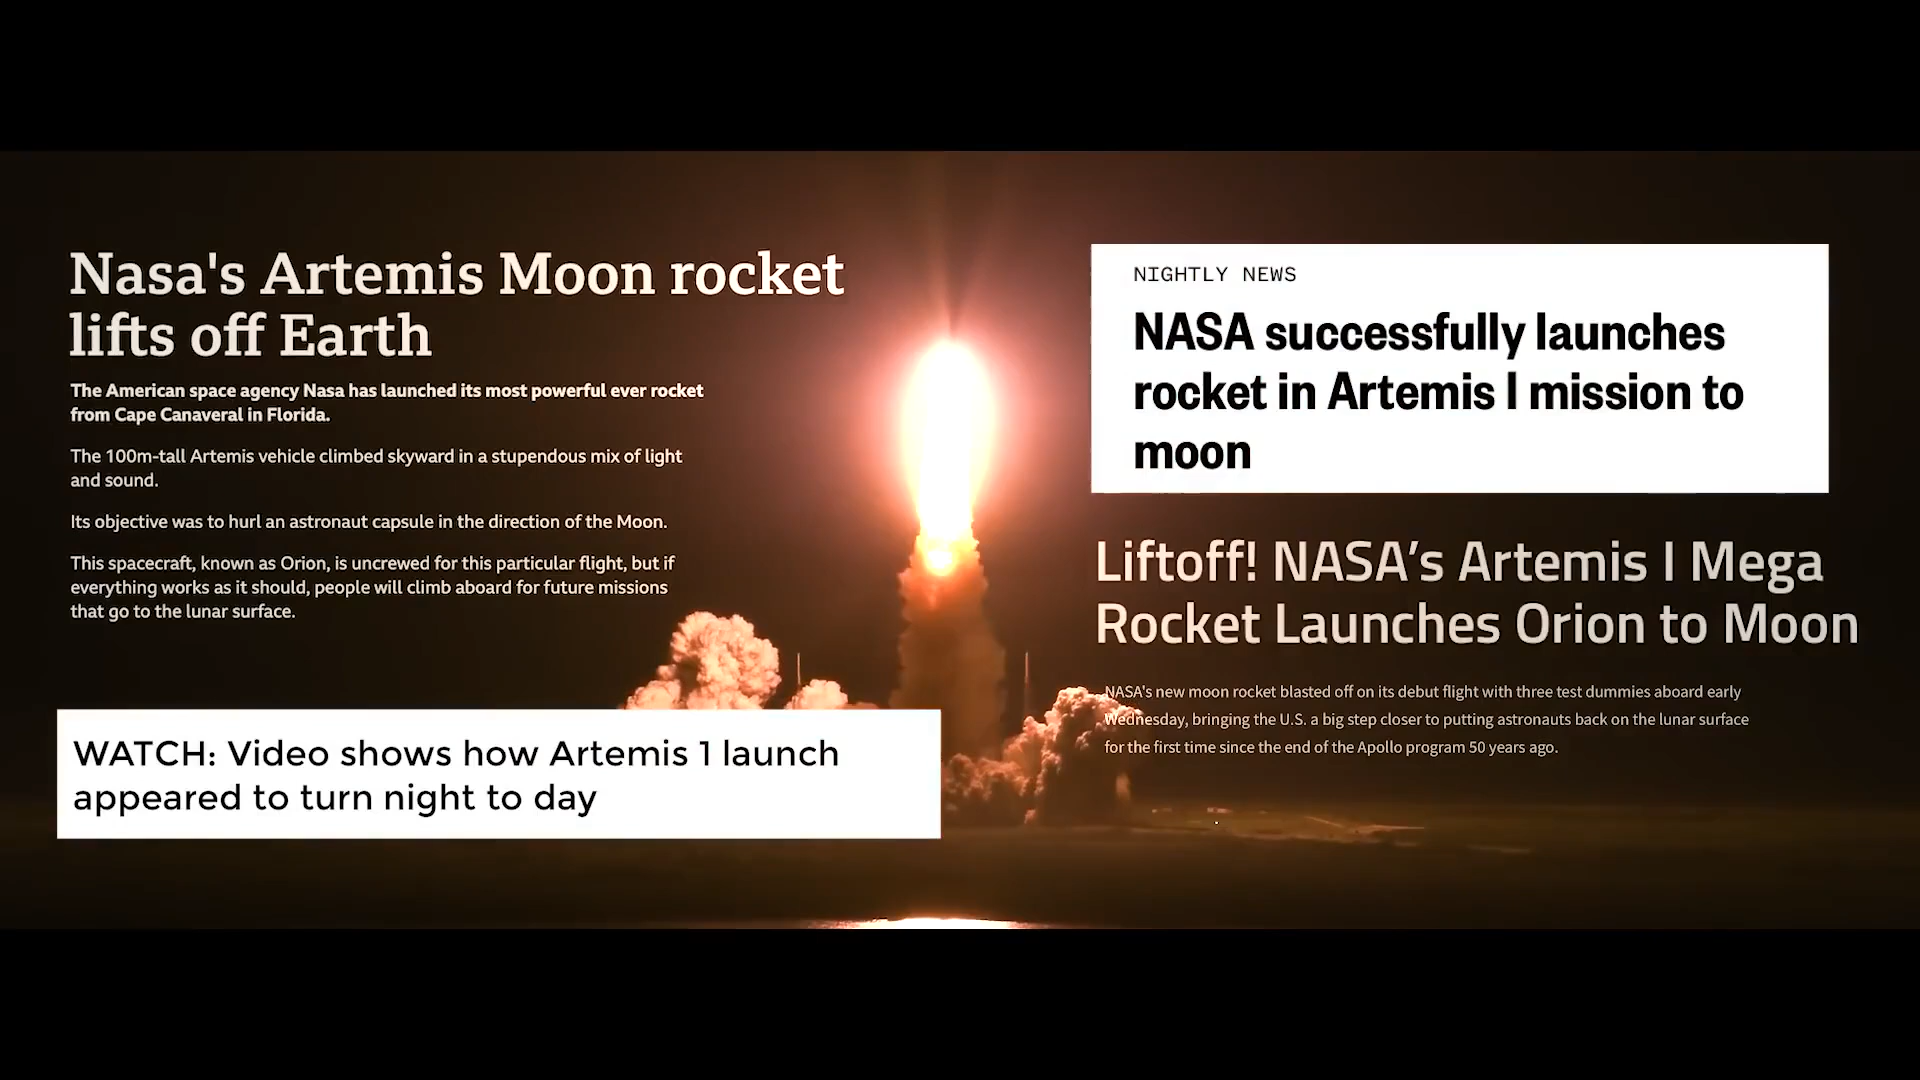 Nasa's Artemis Moon rocket
lifts off Earth
The American space agency Nasa has launched its most powerful ever rocket
from Cape Canaveral in Florida.
The 100m-tall Artemis vehicle climbed skyward in a stupendous mix of light
and sound.
Its objective was to hurl an astronaut capsule in the direction of the Moon.
This spacecraft, known as Orion, is uncrewed for this particular flight, but if
everything works as it should, people will climb aboard for future missions
that go to the lunar surface.
WATCH: Video shows how Artemis 1 launch
appeared to turn night to day
NIGHTLY NEWS
NASA successfully launches
rocket in Artemis I mission to
moon
Liftoff! NASA’s Artemis I Mega
Rocket Launches Orion to Moon
NASA's new moon rocket blasted off on its debut flight with three test dummies aboard early
Wednesday, bringing the U.S. a big step closer to putting astronauts back on the lunar surface
for the first time since the end of the Apollo program 50 years ago.